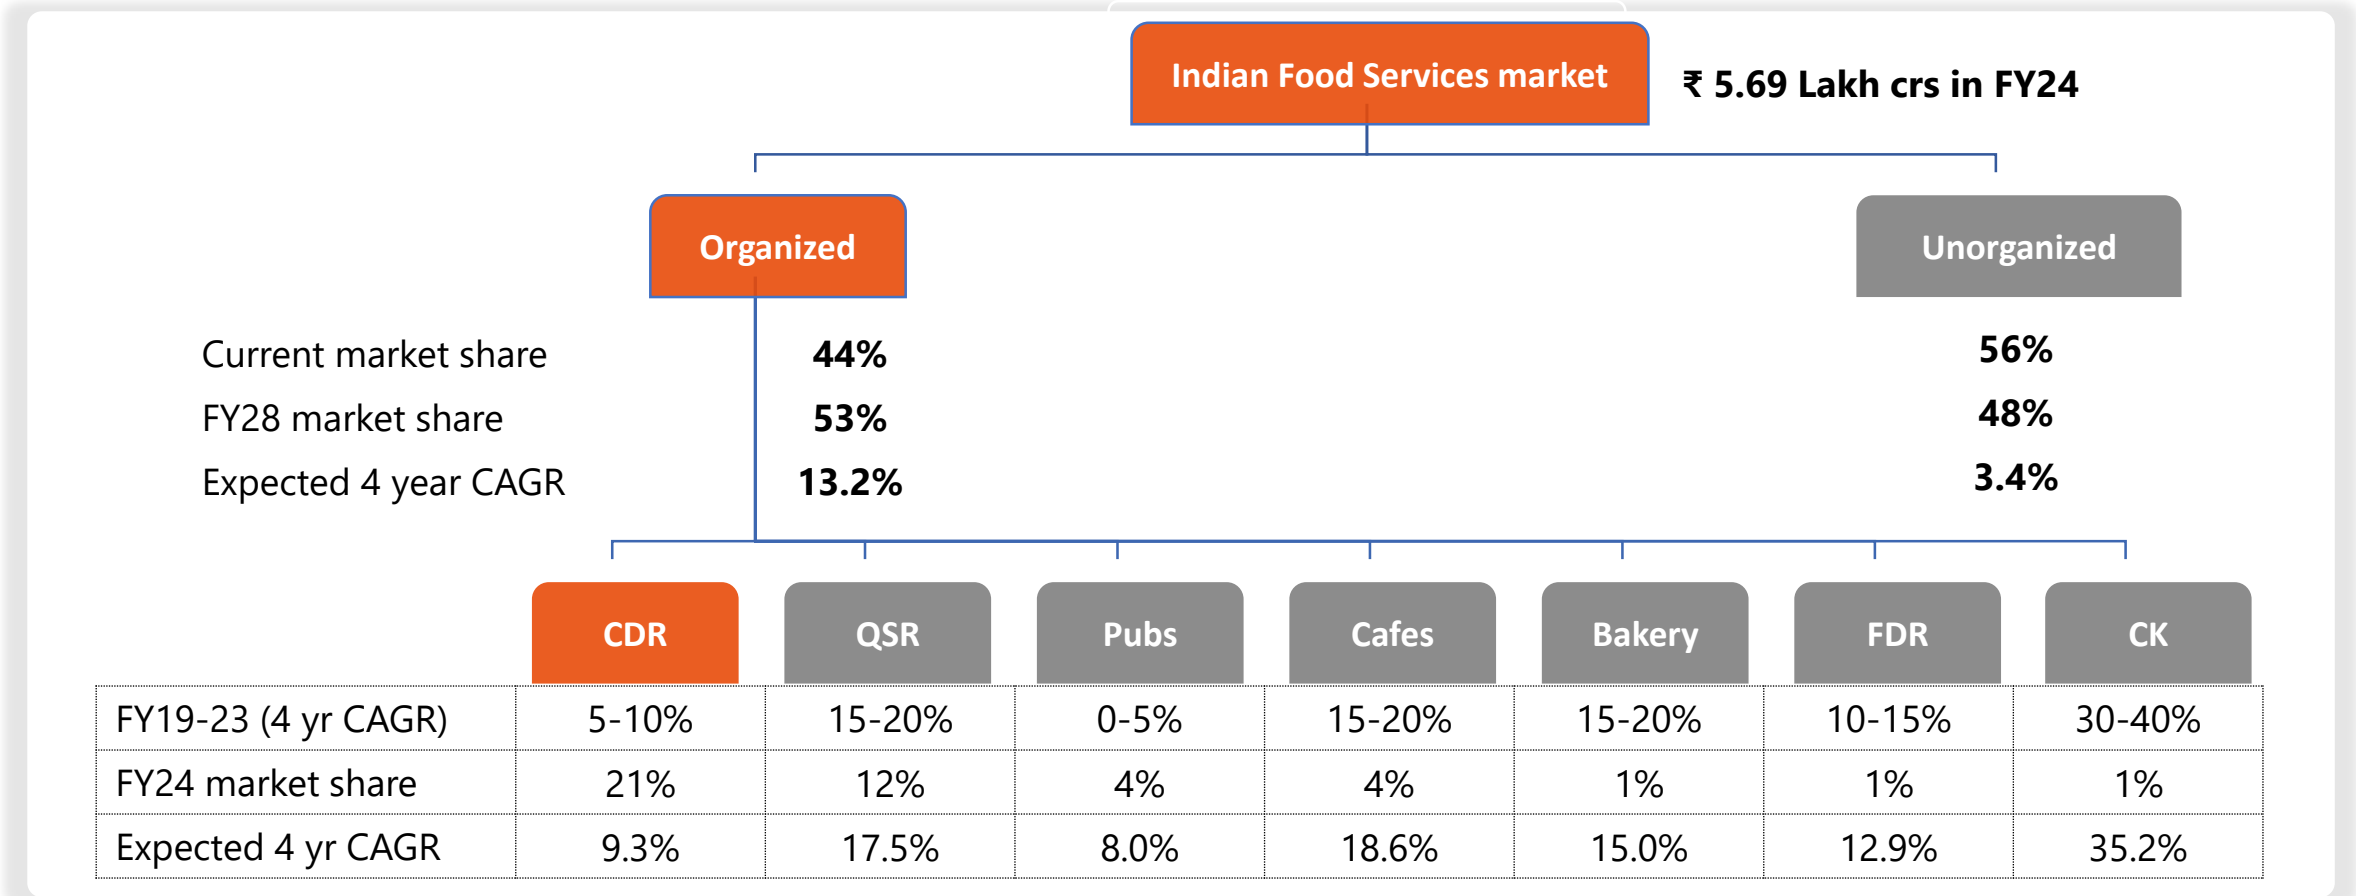 Indian Food Services market
₹ 5.69 Lakh crs in FY24
Organized
Unorganized
Current market share 44% 56%
FY28 market share 53% 48%
Expected 4 year CAGR 13.2% 3.4%
CDR QSR Pubs Cafes Bakery FDR CK
FY19-23 (4 yr CAGR) 5-10% 15-20% 0-5% 15-20% 15-20% 10-15% 30-40%
FY24 market share 21% 12% 4% 4% 1% 1% 1%
Expected 4 yr CAGR 9.3% 17.5% 8.0% 18.6% 15.0% 12.9% 35.2%